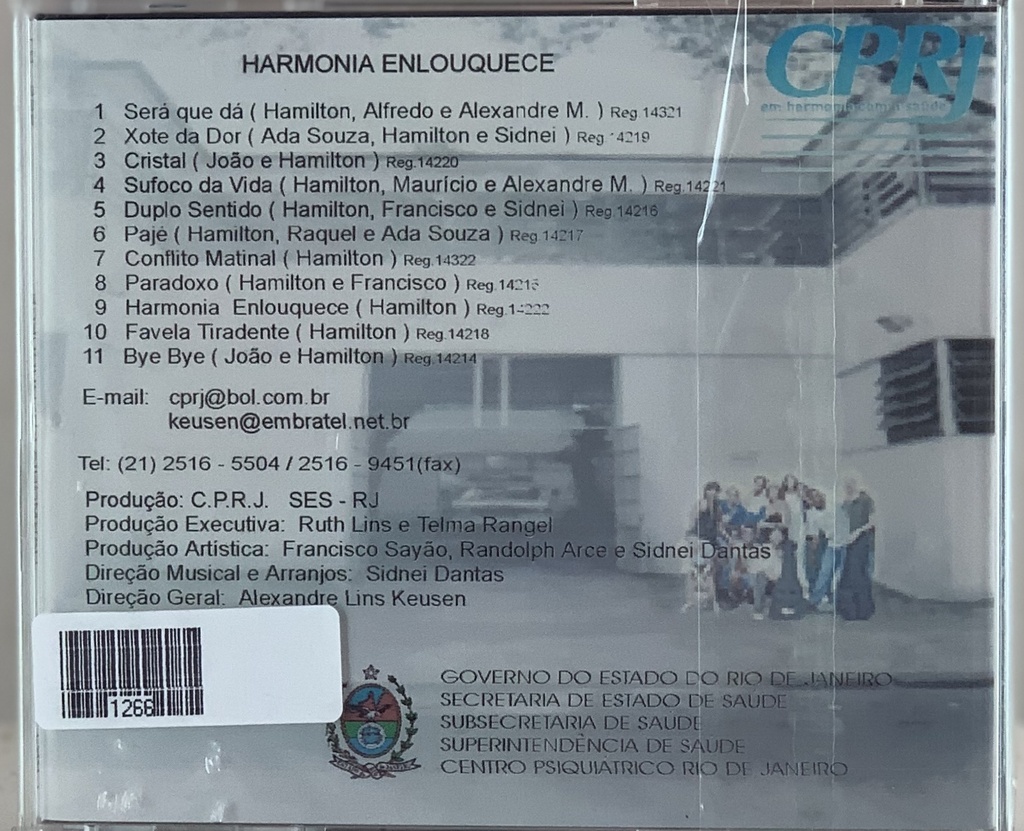 CPRJ
em harmonia com a saúde
HARMONIA ENLOUQUECE
1 Será que dá ( Hamilton, Alfredo e Alexandre M. ) Reg 14321
2 Xote da Dor ( Ada Souza, Hamilton e Sidnei ) Reg 14219
3 Cristal ( João e Hamilton ) Reg.14220
4 Sufoco da Vida ( Hamilton, Maurício e Alexandre M. ) Reg.14221
5 Duplo Sentido ( Hamilton, Francisco e Sidnei ) Reg 14216
6 Pajé ( Hamilton, Raquel e Ada Souza ) Reg.14217
7 Conflito Matinal ( Hamilton ) Reg.14322
8 Paradoxo ( Hamilton e Francisco ) Reg.14215
9 Harmonia Enlouquece ( Hamilton ) Reg.14222
10 Favela Tiradente ( Hamilton ) Reg.14218
11 Bye Bye ( João e Hamilton ) Reg.14214
E-mail: cprj@bol.com.br
keusen@embratel.net.br
Tel: (21) 2516 - 5504 / 2516 - 9451(fax)
Produção: C.P.R.J. SES - RJ
Produção Executiva: Ruth Lins e Telma Rangel
Produção Artística: Francisco Sayão, Randolph Arce e Sidnei Dantas
Direção Musical e Arranjos: Sidnei Dantas
Direção Geral: Alexandre Lins Keusen
1266
GOVERNO DO ESTADO DO RIO DE JANEIRO
SECRETARIA DE ESTADO DE SAUDE
SUBSECRETARIA DE SAUDE
SUPERINTENDÊNCIA DE SAUDE
CENTRO PSIQUIATRICO RIO DE JANEIRO